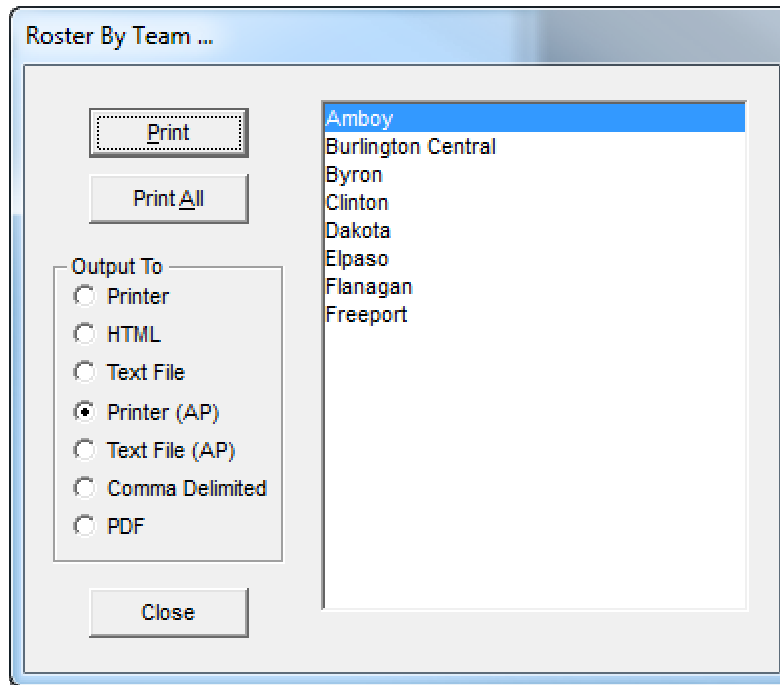 Roster By Team ...
Print
Print All
Output To
Printer
HTML
Text File
Printer (AP)
Text File (AP)
Comma Delimited
PDF
Close
Amboy
Burlington Central
Byron
Clinton
Dakota
Elpaso
Flanagan
Freeport